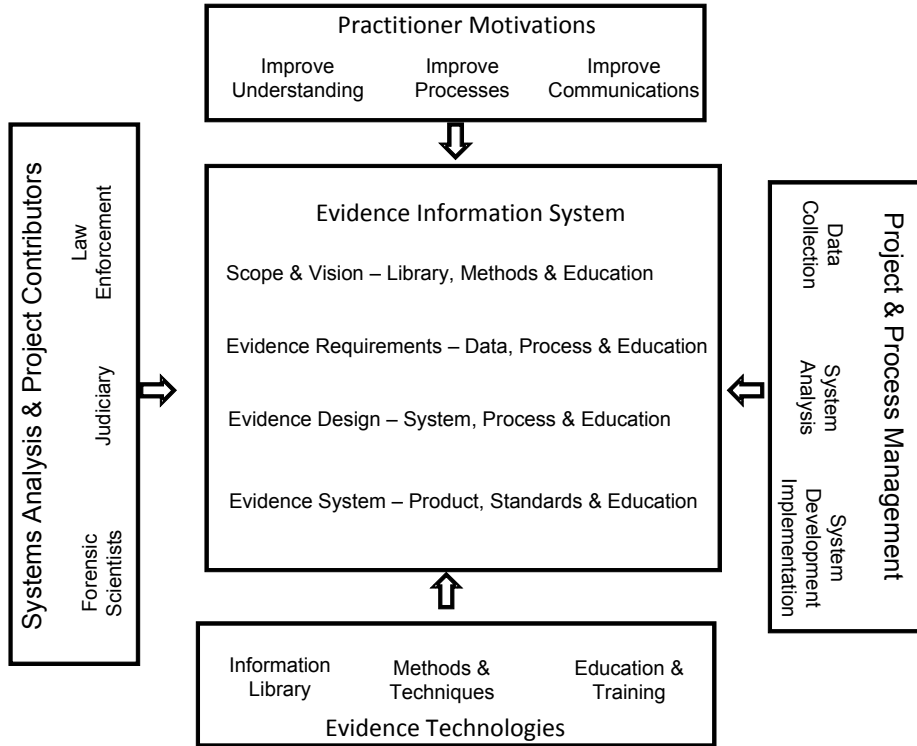 Practitioner Motivations
Improve
Understanding
Improve
Processes
Improve
Communications
Systems Analysis & Project Contributors
Law
Enforcement
Judiciary
Forensic
Scientists
Evidence Information System
Scope & Vision – Library, Methods & Education
Evidence Requirements – Data, Process & Education
Evidence Design – System, Process & Education
Evidence System – Product, Standards & Education
Project & Process Management
Data
Collection
System
Analysis
System
Development
Implementation
Information
Library
Methods &
Techniques
Education &
Training
Evidence Technologies